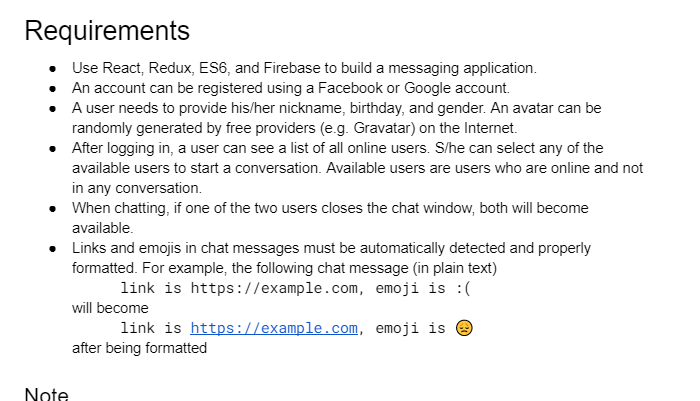 Requirements
● Use React, Redux, ES6, and Firebase to build a messaging application.
● An account can be registered using a Facebook or Google account.
● A user needs to provide his/her nickname, birthday, and gender. An avatar can be
randomly generated by free providers (e.g. Gravatar) on the Internet.
● After logging in, a user can see a list of all online users. S/he can select any of the
available users to start a conversation. Available users are users who are online and not
in any conversation.
● When chatting, if one of the two users closes the chat window, both will become
available.
● Links and emojis in chat messages must be automatically detected and properly
formatted. For example, the following chat message (in plain text)
link is https://example.com, emoji is :(
will become
link is https://example.com, emoji is 😞
after being formatted
Note